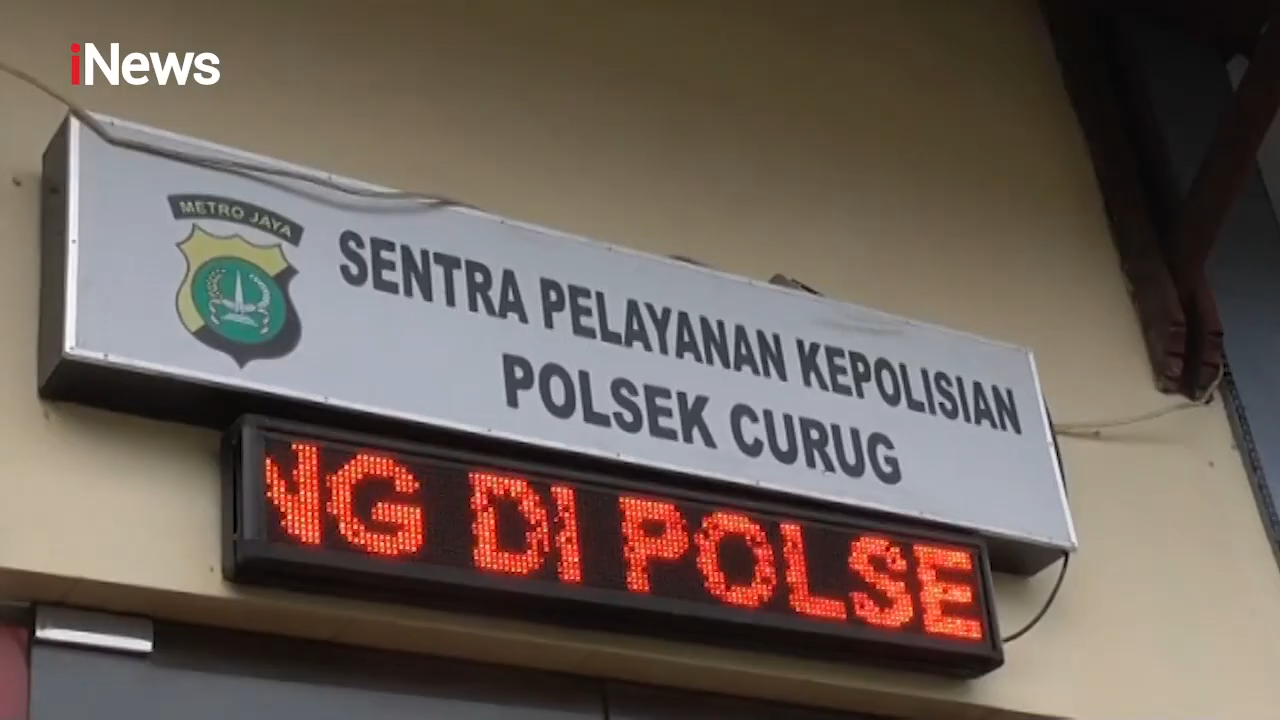 iNews
METRO JAYA
SENTRA PELAYANAN KEPOLISIAN
POLSEK CURUG
NG DI POLSE